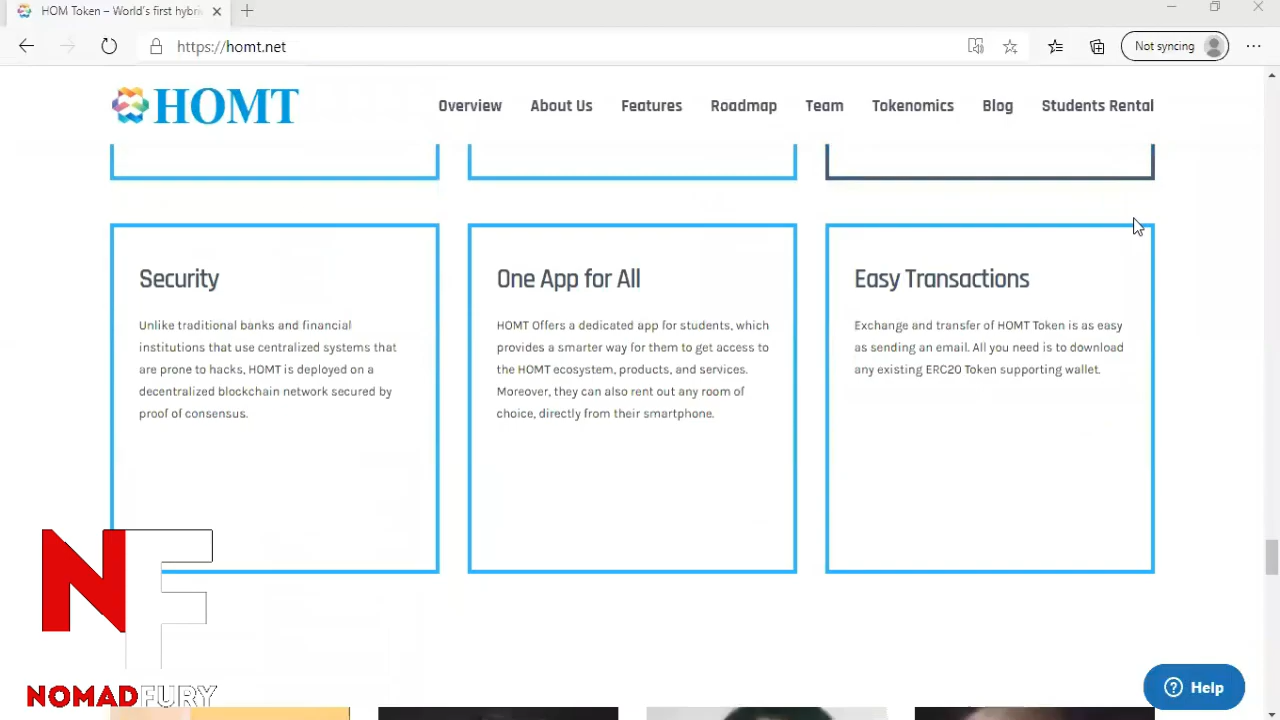 HOM Token – World's first hybri
https://homt.net
Not syncing
HOMT
Overview
About Us
Features
Roadmap
Team
Tokenomics
Blog
Students Rental
Security
Unlike traditional banks and financial
institutions that use centralized systems that
are prone to hacks, HOMT is deployed on a
decentralized blockchain network secured by
proof of consensus.
One App for All
HOMT Offers a dedicated app for students, which
provides a smarter way for them to get access to
the HOMT ecosystem, products, and services.
Moreover, they can also rent out any room of
choice, directly from their smartphone.
Easy Transactions
Exchange and transfer of HOMT Token is as easy
as sending an email. All you need is to download
any existing ERC20 Token supporting wallet.
NF
NOMADFURY
Help